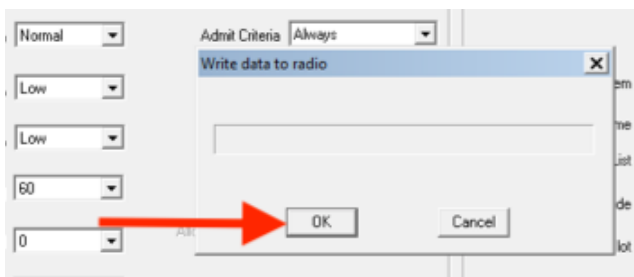 Normal
Admit Criteria Always
Write data to radio
Low
Low
60
OK
Cancel
0